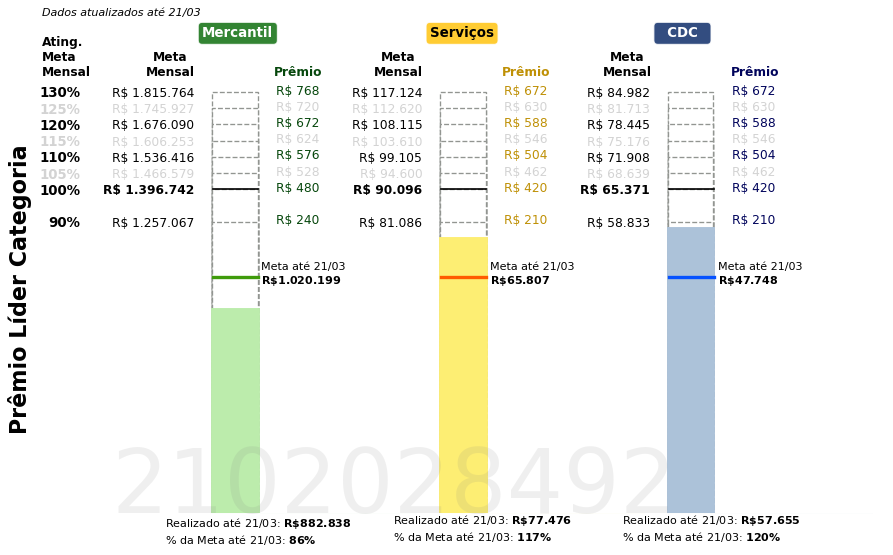 Dados atualizados até 21/03
Mercantil Serviços CDC
Ating.
Meta Meta Meta Meta
Mensal Mensal Prêmio Mensal Prêmio Mensal Prêmio
130% R$ 1.815.764 R$ 768 R$ 117.124 R$ 672 R$ 84.982 R$ 672
125% R$ 1.745.927 R$ 720 R$ 112.620 R$ 630 R$ 81.713 R$ 630
120% R$ 1.676.090 R$ 672 R$ 108.115 R$ 588 R$ 78.445 R$ 588
115% R$ 1.606.253 R$ 624 R$ 103.610 R$ 546 R$ 75.176 R$ 546
110% R$ 1.536.416 R$ 576 R$ 99.105 R$ 504 R$ 71.908 R$ 504
105% R$ 1.466.579 R$ 528 R$ 94.600 R$ 462 R$ 68.639 R$ 462
100% R$ 1.396.742 R$ 480 R$ 90.096 R$ 420 R$ 65.371 R$ 420
90% R$ 1.257.067 R$ 240 R$ 81.086 R$ 210 R$ 58.833 R$ 210
Prêmio Líder Categoria
Meta até 21/03 Meta até 21/03 Meta até 21/03
R$1.020.199 R$65.807 R$47.748
2102028492
Realizado até 21/03: R$882.838 Realizado até 21/03: R$77.476 Realizado até 21/03: R$57.655
% da Meta até 21/03: 86% % da Meta até 21/03: 117% % da Meta até 21/03: 120%